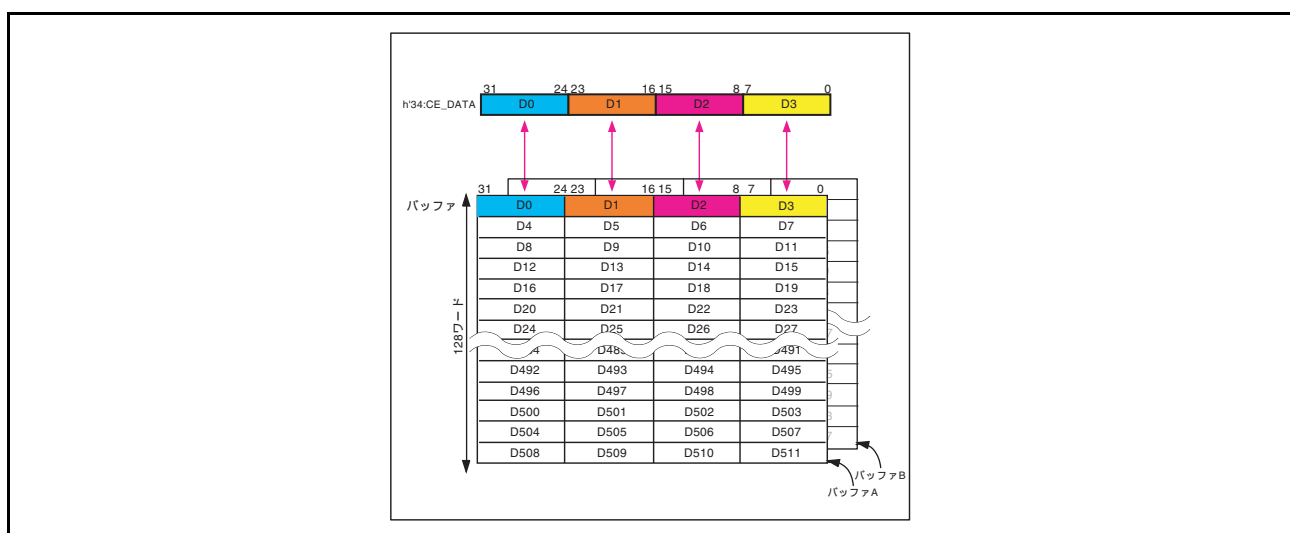 31 24 23 16 15 8 7 0
h'34:CE_DATA D0 D1 D2 D3
31 24 23 16 15 8 7 0
バッファ D0 D1 D2 D3
D4 D5 D6 D7
D8 D9 D10 D11
D12 D13 D14 D15
D16 D17 D18 D19
D20 D21 D22 D23
D24 D25 D26 D27
128ワード
D491
D492 D493 D494 D495
D496 D497 D498 D499
D500 D501 D502 D503
D504 D505 D506 D507
D508 D509 D510 D511
バッファB
バッファA